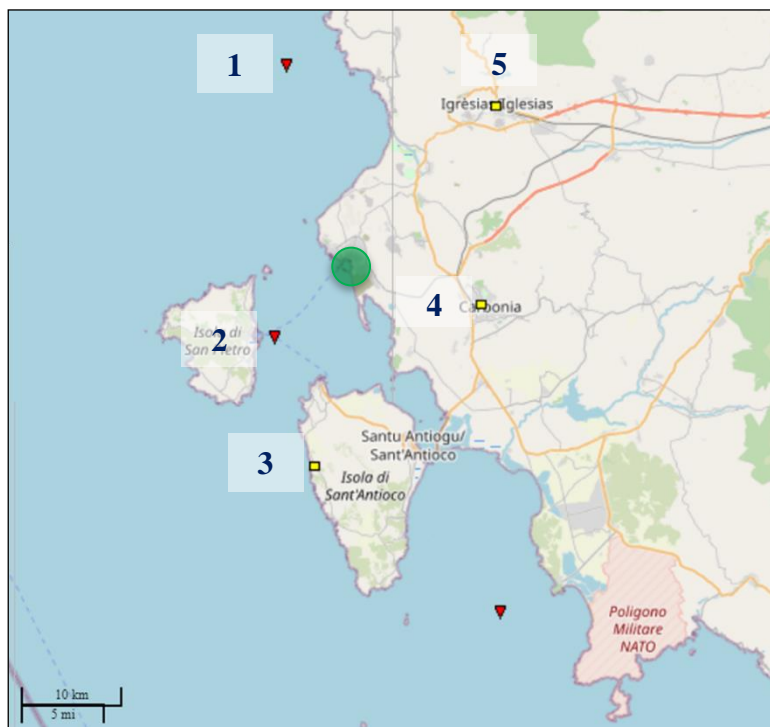 1
5
Igrèsias/Iglesias
4
Carbonia
2
Isola di
San Pietro
Santu Antiogu/
Sant'Antioco
3
Isola di
Sant'Antioco
Poligono
Militare
NATO
10 km
5 mi